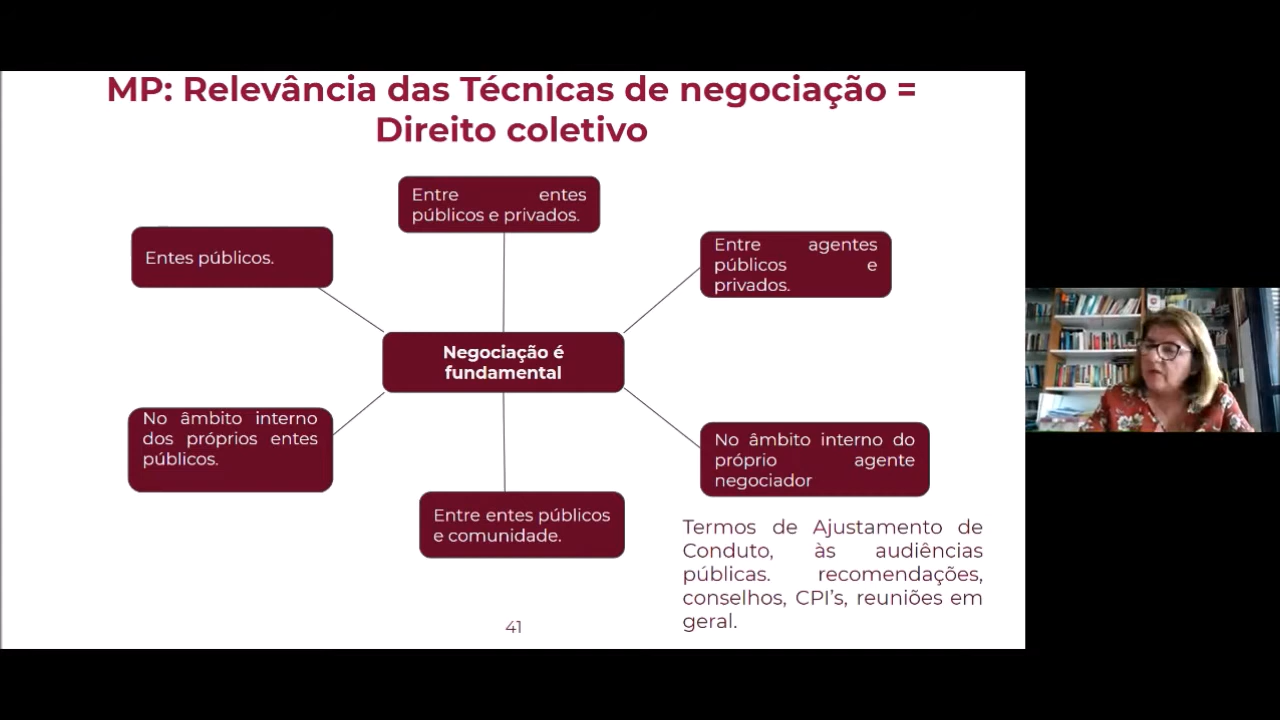 MP: Relevância das Técnicas de negociação =
Direito coletivo
Entre entes
públicos e privados.
Entes públicos.
Entre agentes
públicos e
privados.
Negociação é
fundamental
No âmbito interno
dos próprios entes
públicos.
No âmbito interno do
próprio agente
negociador
Entre entes públicos
e comunidade.
Termos de Ajustamento de
Conduto, às audiências
públicas. recomendações,
conselhos, CPI's, reuniões em
geral.
41